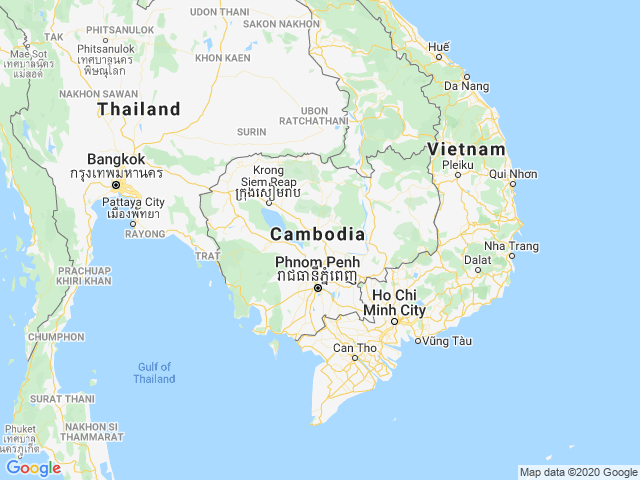 UDON THANI
SAKON NAKHON
PHITSANULOK
TAK
Phitsanulok
เทศบาลนคร
พิษณุโลก
Mae Sot
เทศบาลนคร
แม่สอด
KHON KAEN
Huế
Da Nang
NAKHON SAWAN
Thailand
UBON
RATCHATHANI
SURIN
Vietnam
Bangkok
กรุงเทพมหานคร
Krong
Siem Reap
ក្រុងសៀមរាប
Pleiku
Qui Nhon
Pattaya City
เมืองพัทยา
RAYONG
Cambodia
TRAT
Nha Trang
Phnom Penh
រាជធានីភ្នំពេញ
Dalat
PRACHUAP
KHIRI KHAN
Ho Chi
Minh City
CHUMPHON
Can Tho
Vũng Tàu
Gulf of
Thailand
SURAT THANI
Phuket
เทศบาล
นครภูเก็ต
NAKHON SI
THAMMARAT
Google
Map data ©2020 Google